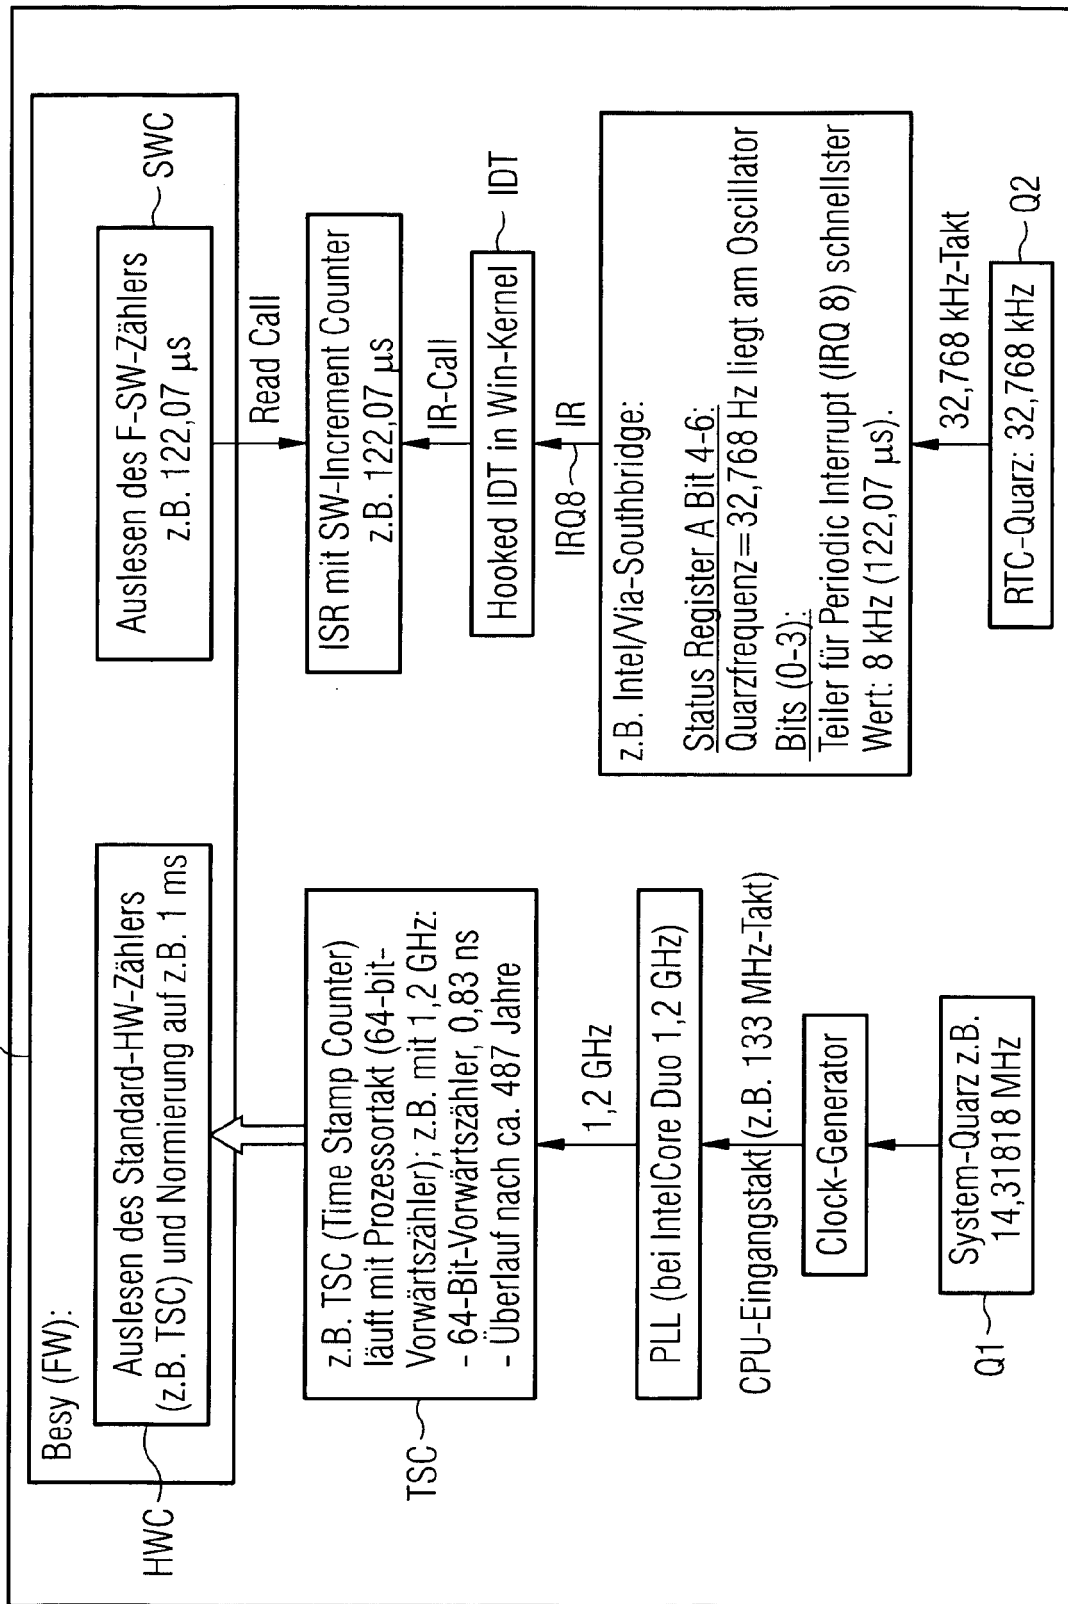 Besy (FW):
HWC
Auslesen des Standard-HW-Zählers
(z.B. TSC) und Normierung auf z.B. 1 ms
Auslesen des F-SW-Zählers
z.B. 122,07 µs
SWC
Read Call
TSC
z.B. TSC (Time Stamp Counter)
läuft mit Prozessortakt (64-bit-
Vorwärtszähler); z.B. mit 1,2 GHz:
- 64-Bit-Vorwärtszähler, 0,83 ns
- Überlauf nach ca. 487 Jahre
ISR mit SW-Increment Counter
z.B. 122,07 µs
IR-Call
Hooked IDT in Win-Kernel
IDT
IRQ8
IR
1,2 GHz
PLL (bei IntelCore Duo 1,2 GHz)
CPU-Eingangstakt (z.B. 133 MHz-Takt)
Clock-Generator
System-Quarz z.B.
14,31818 MHz
Q1
z.B. Intel/Via-Southbridge:
Status Register A Bit 4-6:
Quarzfrequenz=32,768 Hz liegt am Oscillator
Bits (0-3):
Teiler für Periodic Interrupt (IRQ 8) schnellster
Wert: 8 kHz (122,07 µs).
32,768 kHz-Takt
RTC-Quarz: 32,768 kHz
Q2